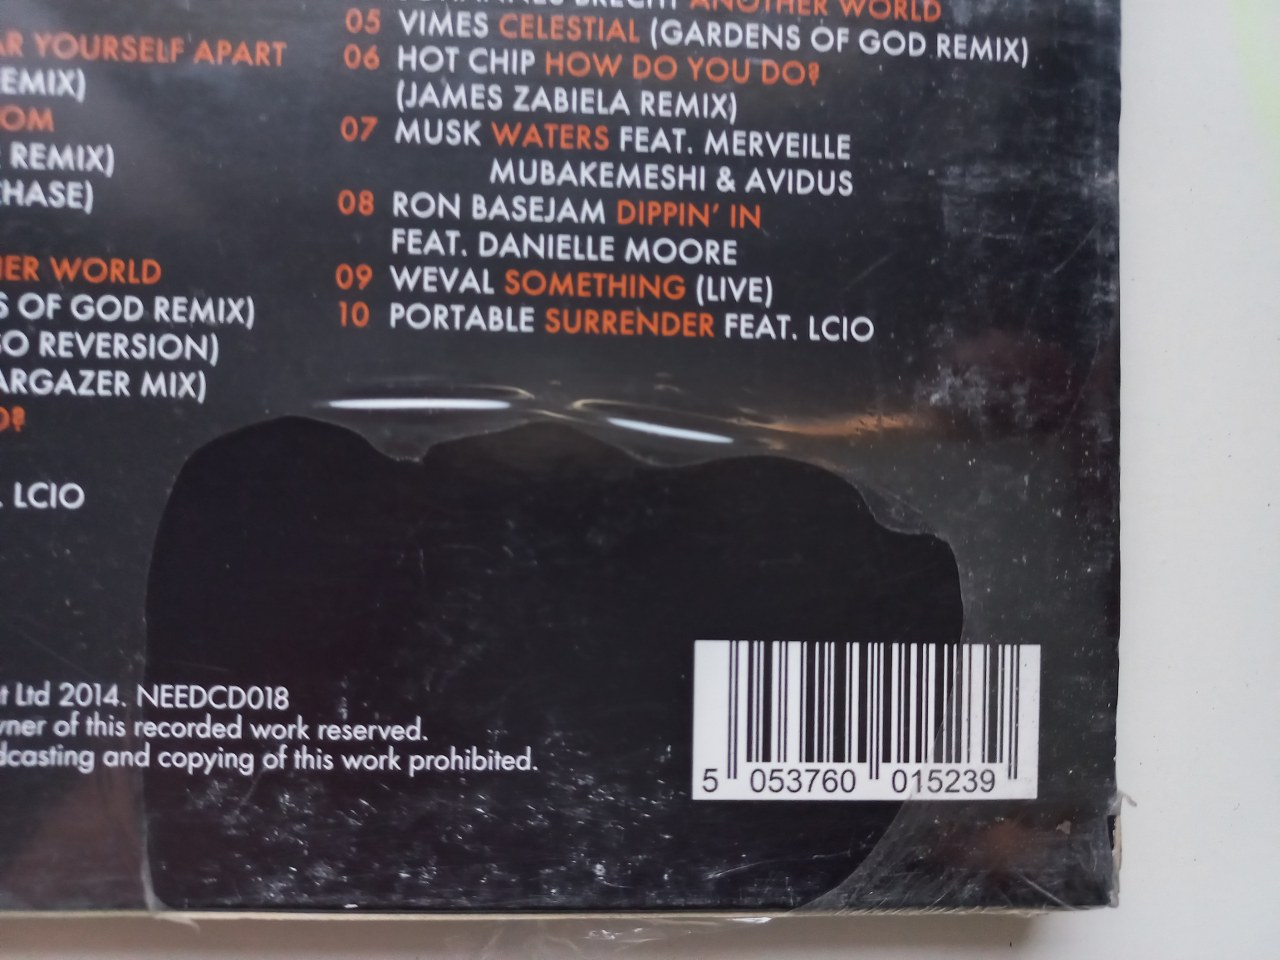 AR YOURSELF APART
EMIX)
OM
REMIX)
HASE)
ER WORLD
S OF GOD REMIX)
SO REVERSION)
ARGAZER MIX)
O?
. LCIO
BRECHT ANOTHER WORLD
05 VIMES CELESTIAL (GARDENS OF GOD REMIX)
06 HOT CHIP HOW DO YOU DO?
(JAMES ZABIELA REMIX)
07 MUSK WATERS FEAT. MERVEILLE
MUBAKEMESHI & AVIDUS
08 RON BASEJAM DIPPIN' IN
FEAT. DANIELLE MOORE
09 WEVAL SOMETHING (LIVE)
10 PORTABLE SURRENDER FEAT. LCIO
t Ltd 2014. NEEDCD018
wner of this recorded work reserved.
dcasting and copying of this work prohibited.
5 053760 015239